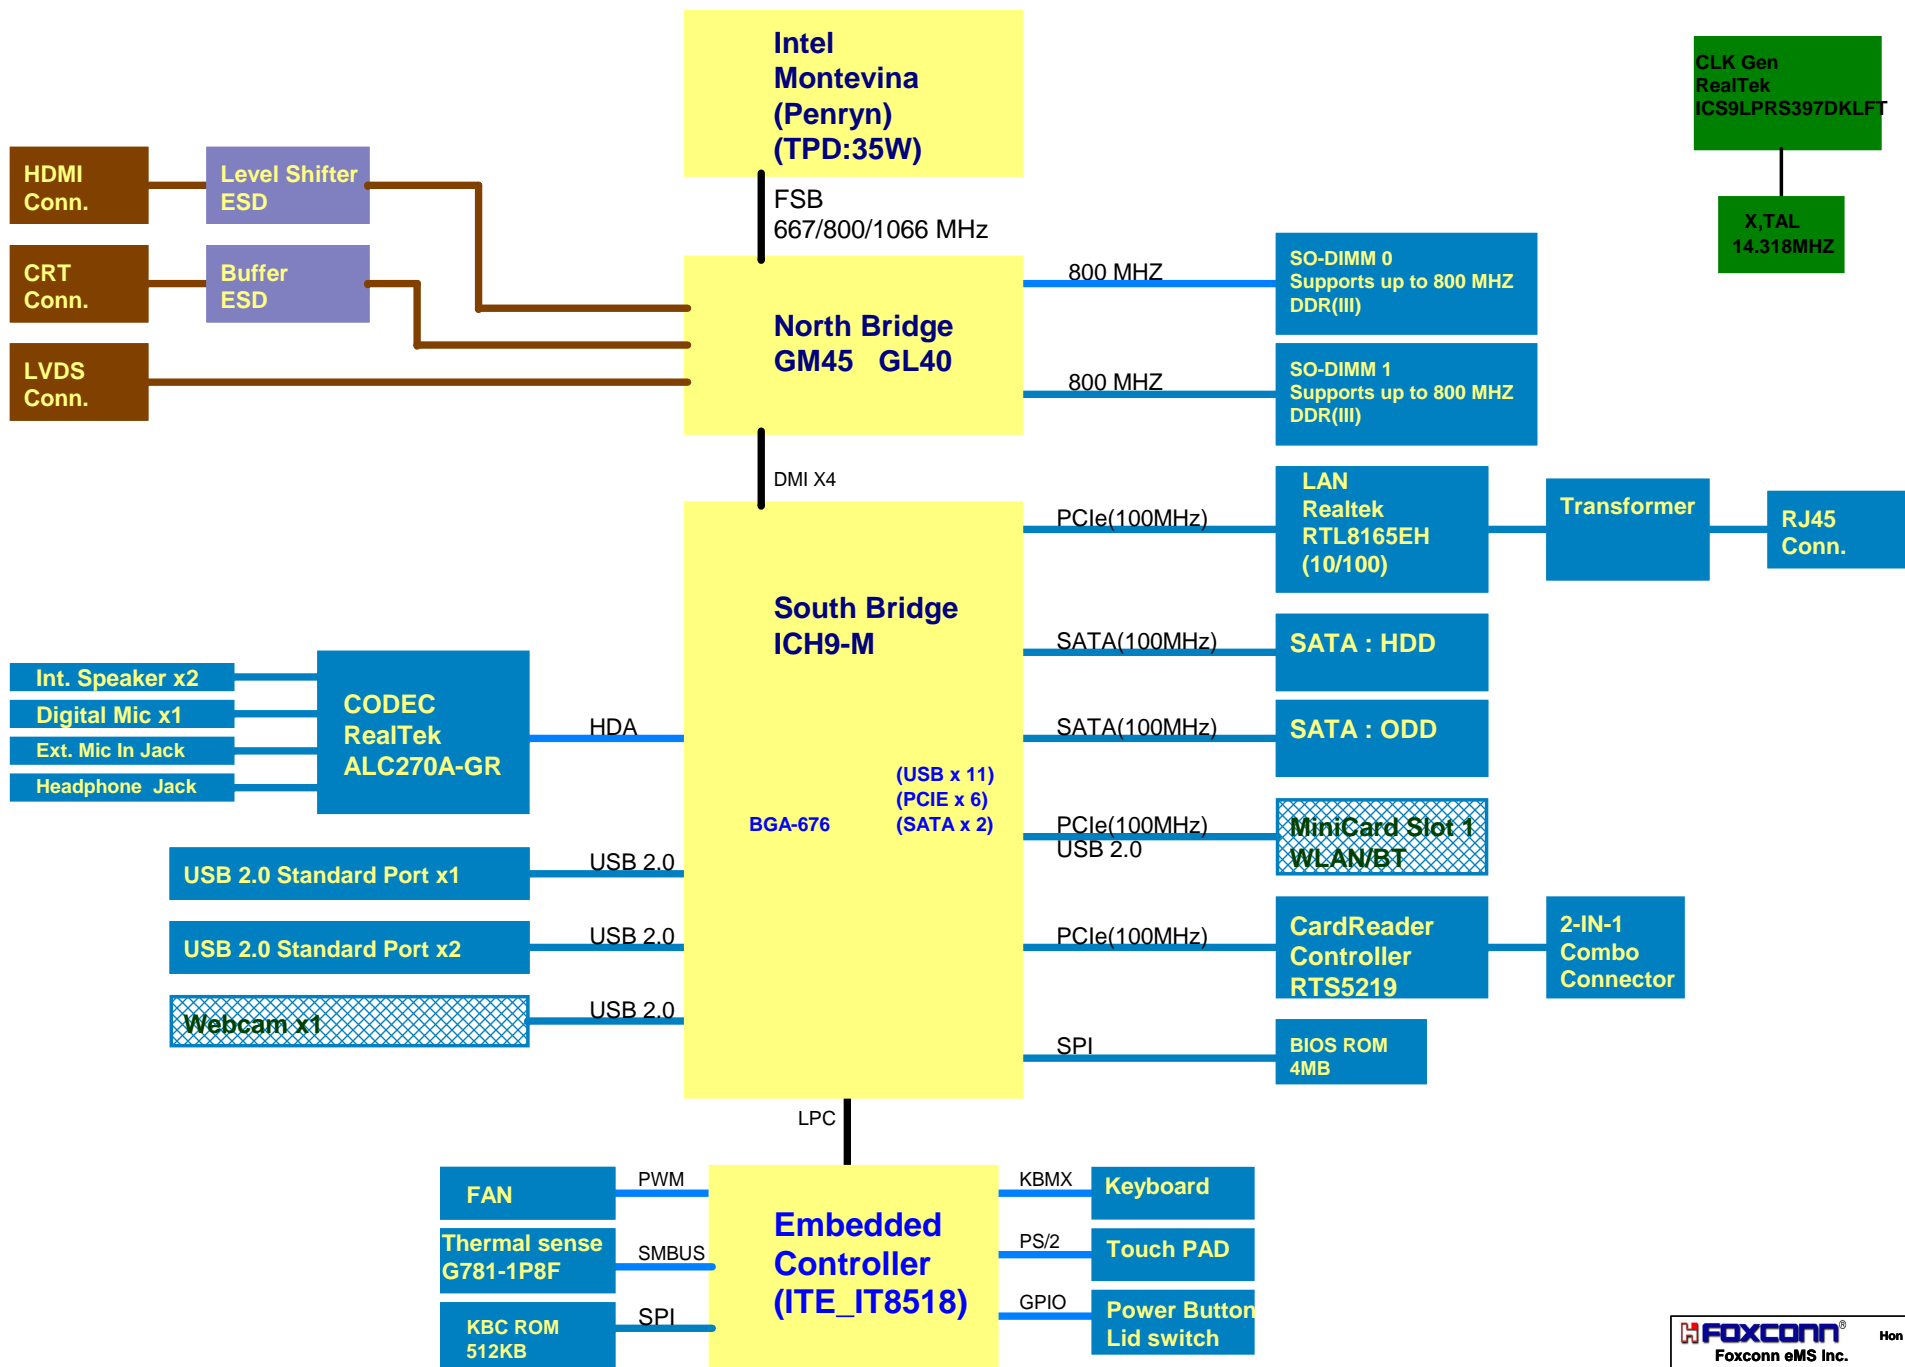 Intel
Montevina
(Penryn)
(TPD:35W)
CLK Gen
RealTek
ICS9LPRS397DKLFT
X,TAL
14.318MHZ
HDMI
Conn.
Level Shifter
ESD
FSB
667/800/1066 MHz
CRT
Conn.
Buffer
ESD
LVDS
Conn.
North Bridge
GM45 GL40
800 MHZ
SO-DIMM 0
Supports up to 800 MHZ
DDR(III)
800 MHZ
SO-DIMM 1
Supports up to 800 MHZ
DDR(III)
DMI X4
PCIe(100MHz)
LAN
Realtek
RTL8165EH
(10/100)
Transformer
RJ45
Conn.
South Bridge
ICH9-M
SATA(100MHz)
SATA : HDD
SATA(100MHz)
SATA : ODD
Int. Speaker x2
Digital Mic x1
Ext. Mic In Jack
Headphone Jack
CODEC
RealTek
ALC270A-GR
HDA
BGA-676
(USB x 11)
(PCIE x 6)
(SATA x 2)
PCIe(100MHz)
USB 2.0
MiniCard Slot 1
WLAN/BT
USB 2.0 Standard Port x1
USB 2.0
USB 2.0 Standard Port x2
USB 2.0
Webcam x1
USB 2.0
PCIe(100MHz)
CardReader
Controller
RTS5219
2-IN-1
Combo
Connector
SPI
BIOS ROM
4MB
LPC
FAN
PWM
Thermal sense
G781-1P8F
SMBUS
KBC ROM
512KB
SPI
Embedded
Controller
(ITE_IT8518)
KBMX
Keyboard
PS/2
Touch PAD
GPIO
Power Button
Lid switch
FOXCONN® Hon
Foxconn eMS Inc.